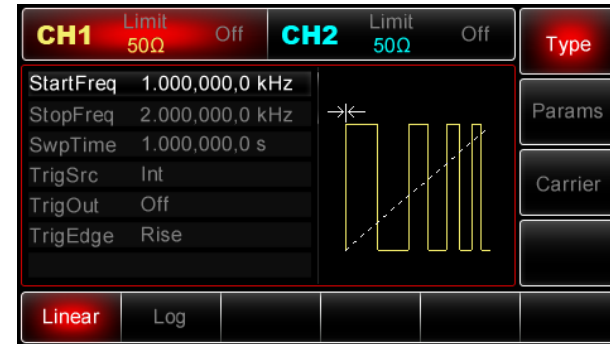 CH1 Limit 50Ω Off CH2 Limit 50Ω Off
Type
StartFreq 1.000,000,0 kHz
StopFreq 2.000,000,0 kHz
Params
SwpTime 1.000,000,0 s
TrigSrc Int
Carrier
TrigOut Off
TrigEdge Rise
Linear Log